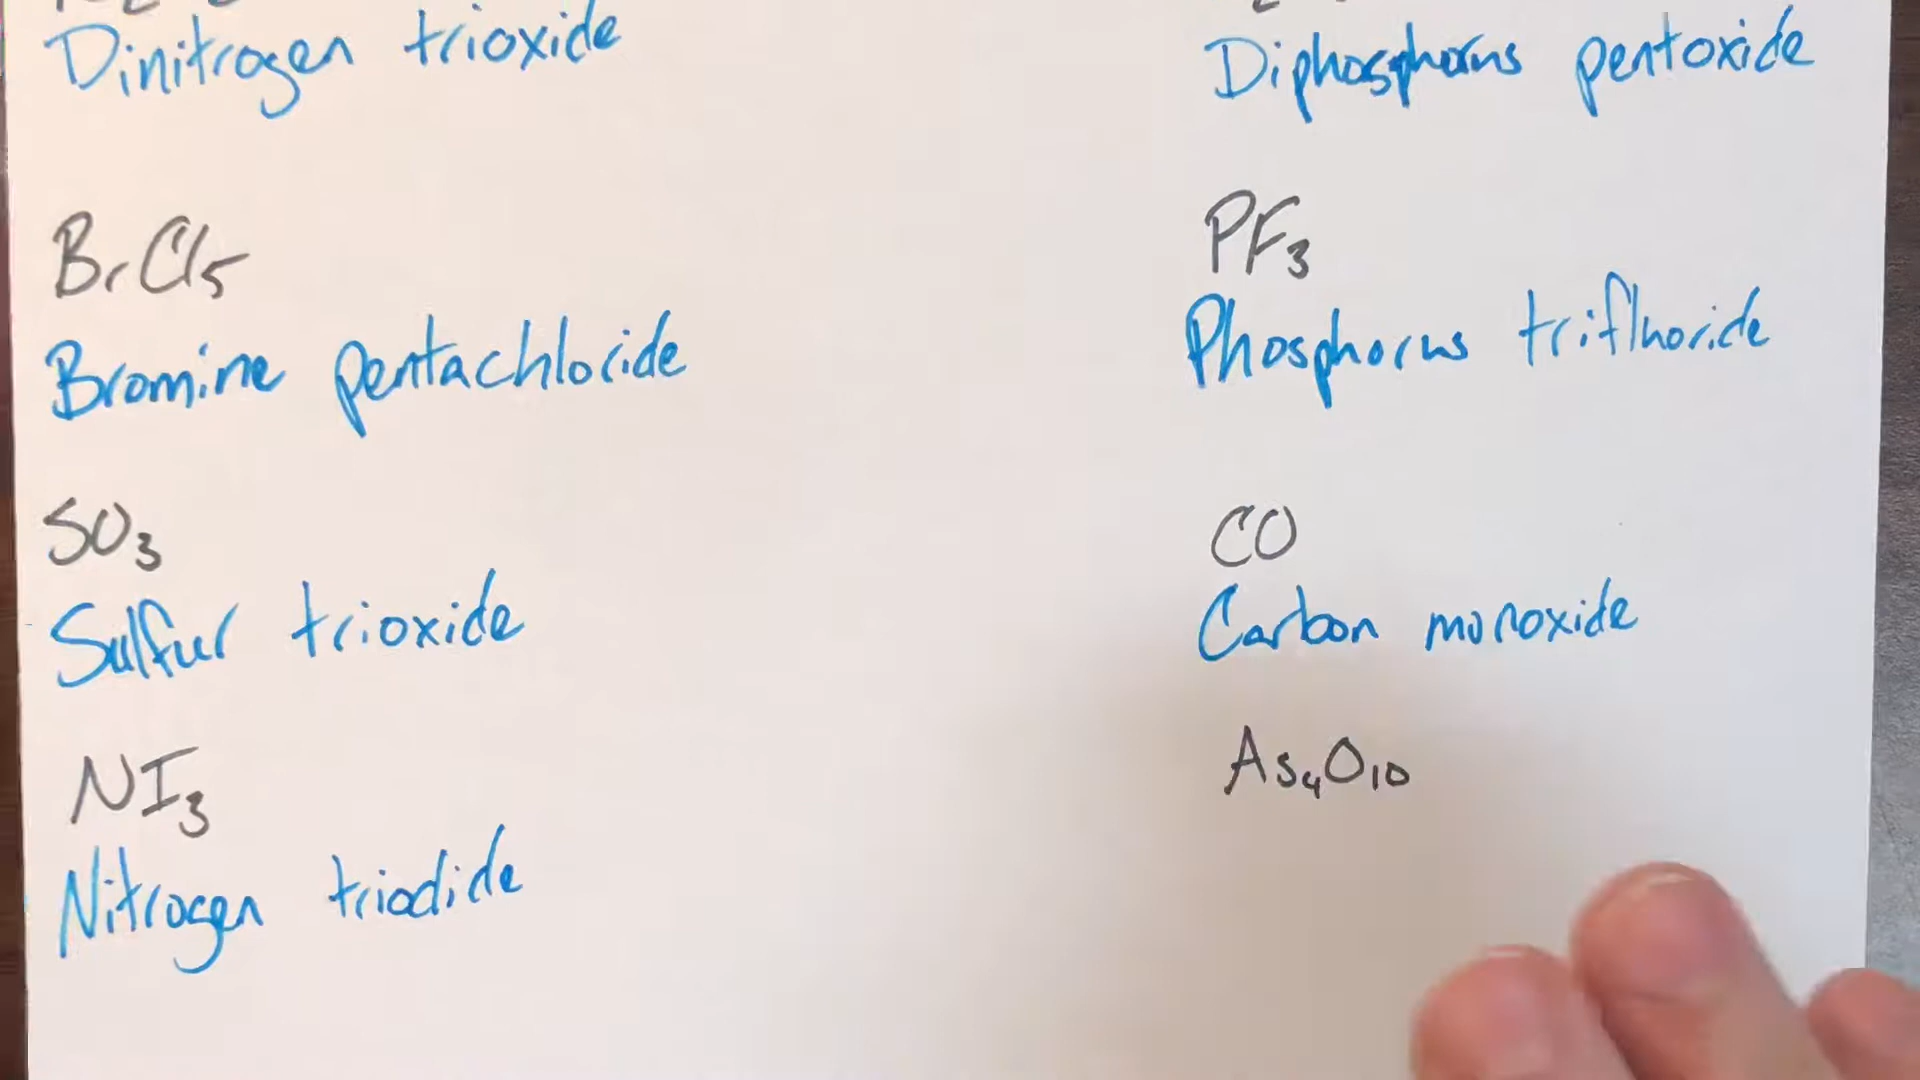 Dinitrogen trioxide
BrCl₅
Bromine pentachloride
SO₃
Sulfur trioxide
NI₃
Nitrogen triodide
Diphosphorus pentoxide
PF₃
Phosphorus trifluoride
CO
Carbon monoxide
As₄O₁₀